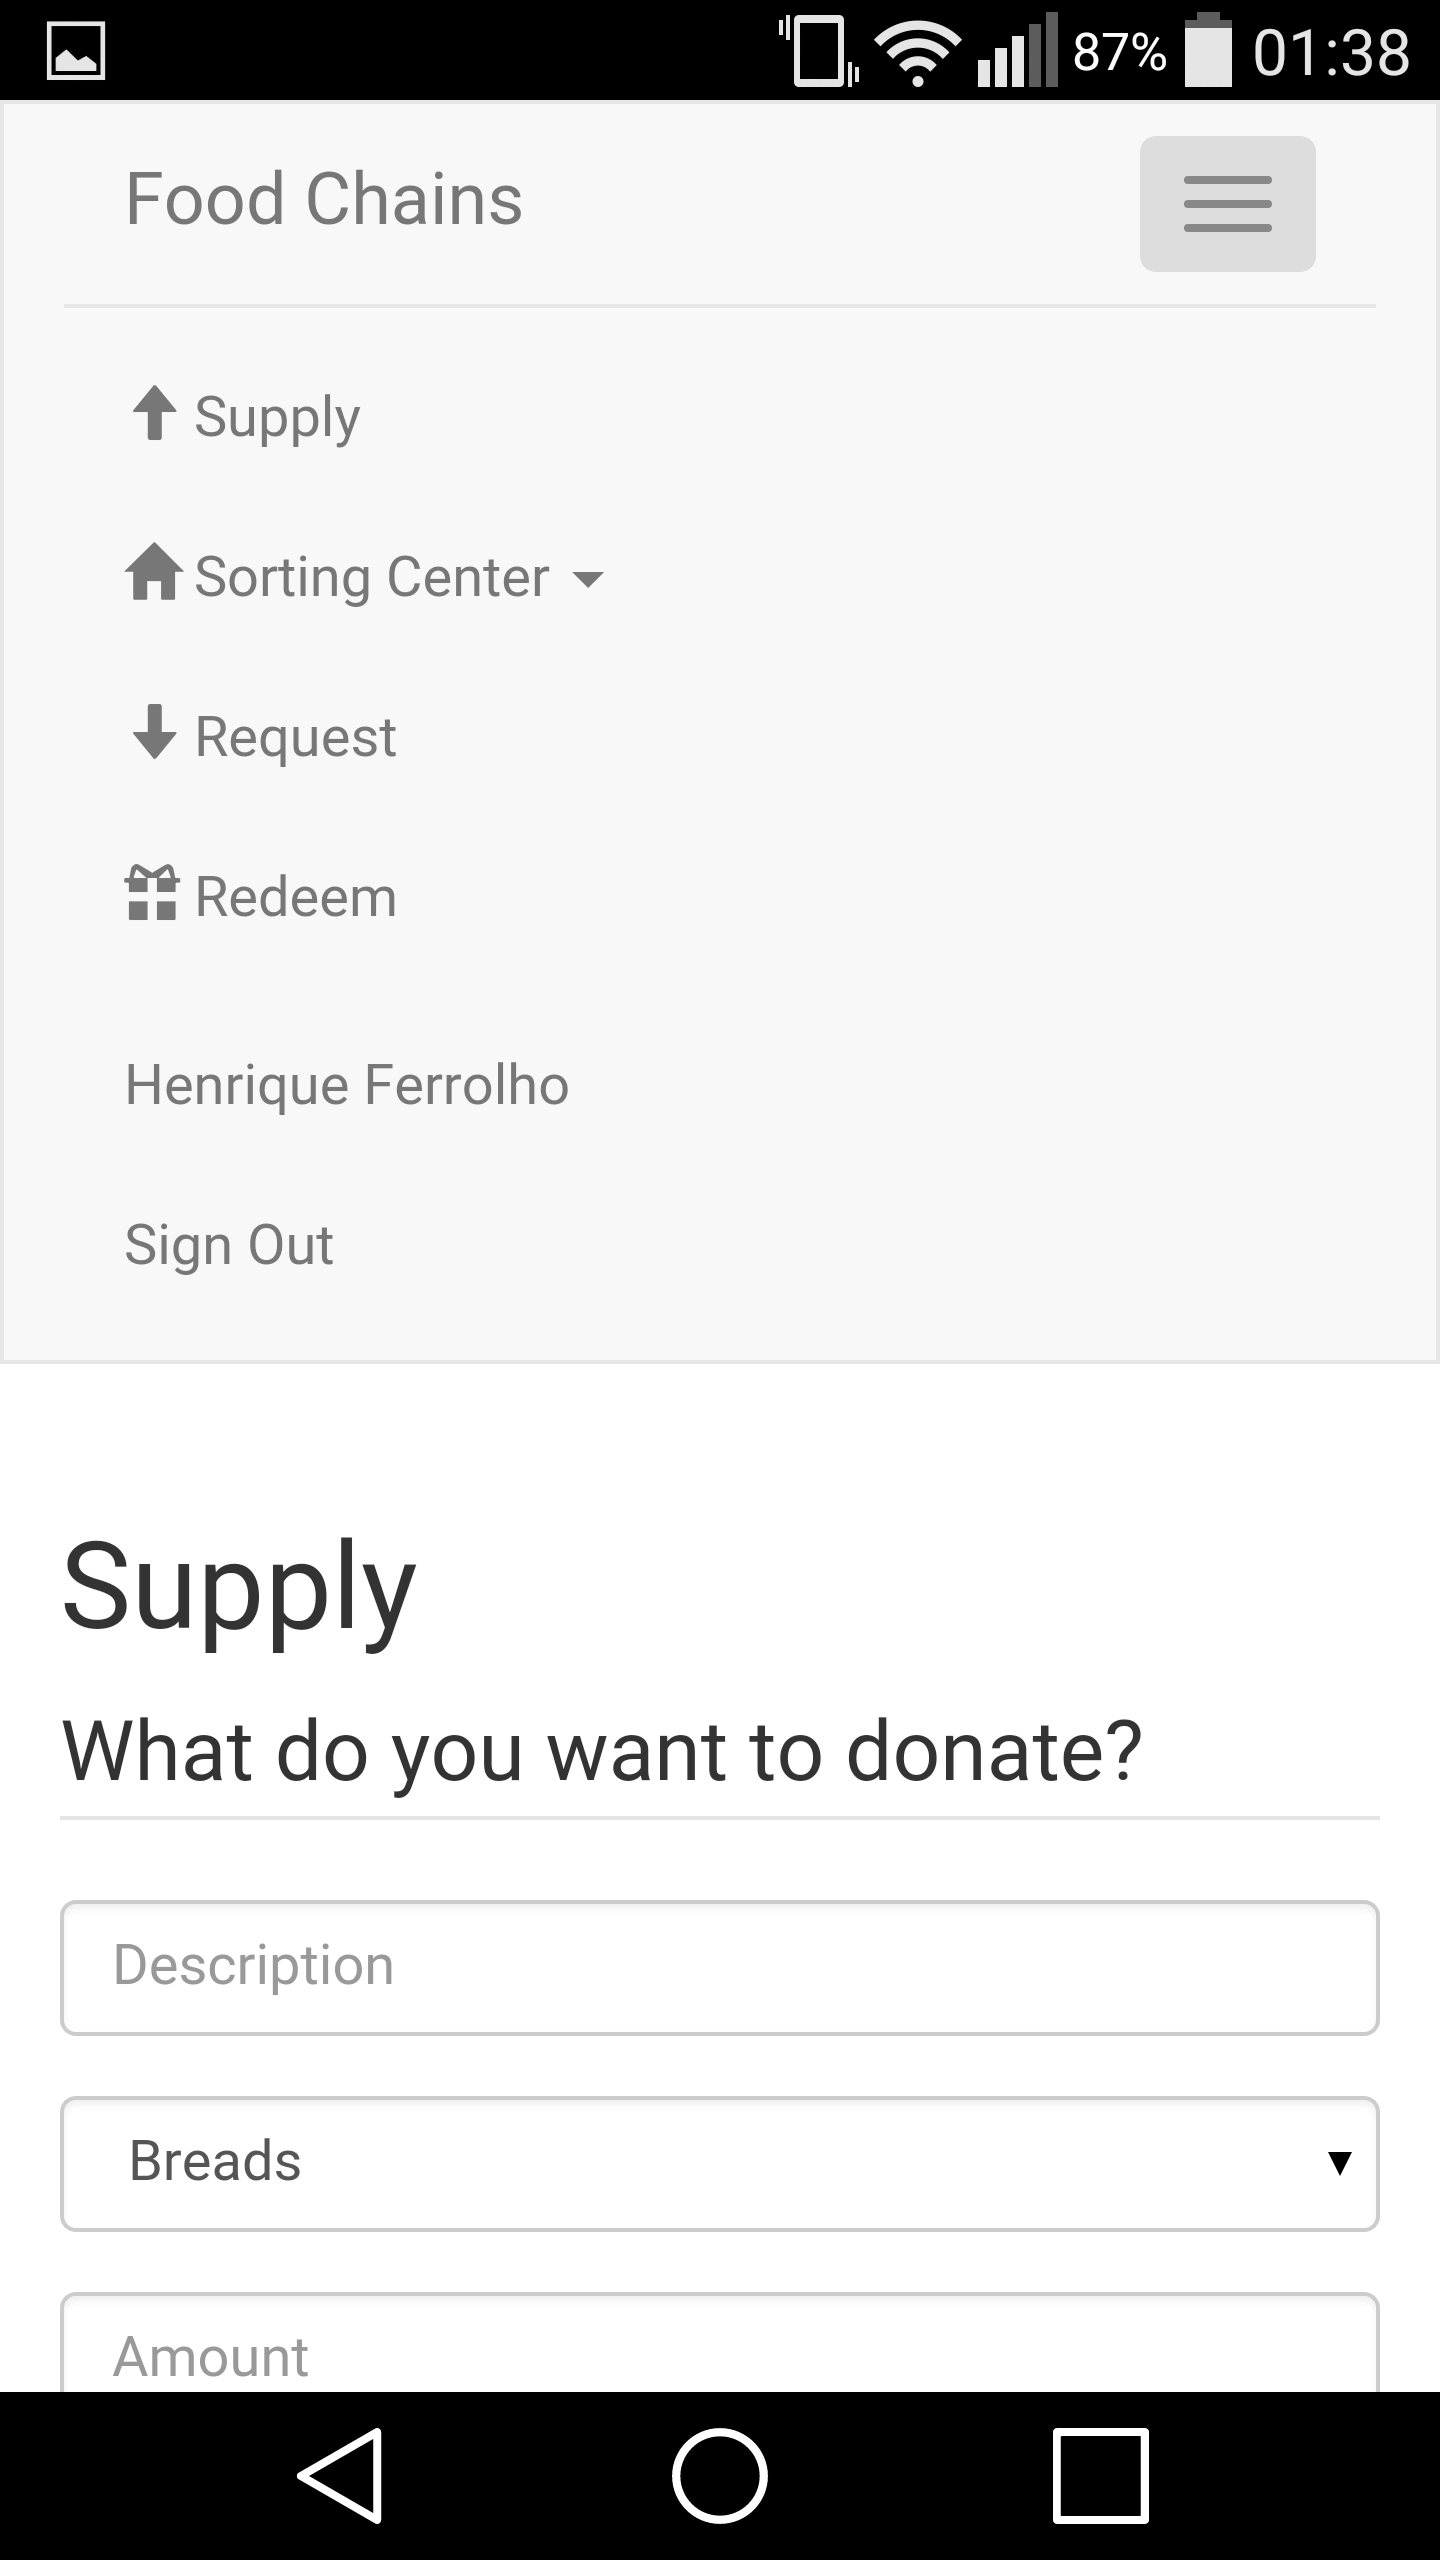 87% 01:38
Food Chains
Supply
Sorting Center
Request
Redeem
Henrique Ferrolho
Sign Out
Supply
What do you want to donate?
Description
Breads
Amount